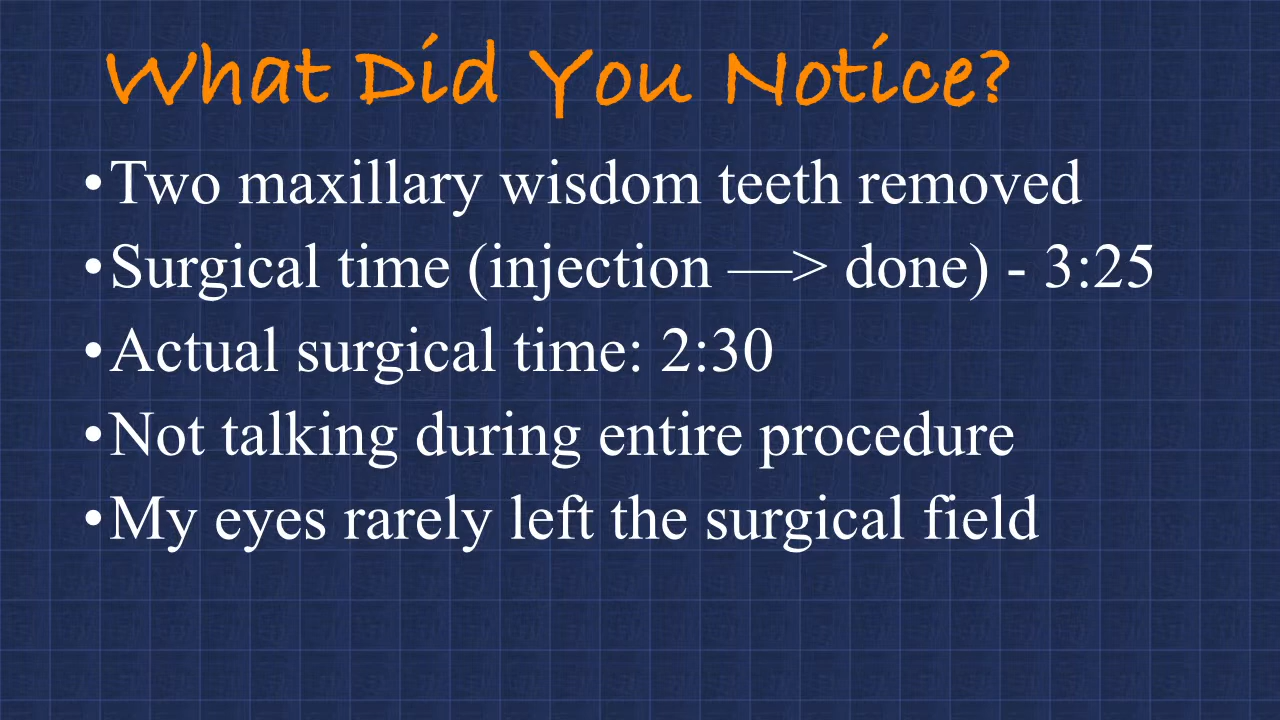 What Did You Notice?
•Two maxillary wisdom teeth removed
•Surgical time (injection —> done) - 3:25
•Actual surgical time: 2:30
•Not talking during entire procedure
•My eyes rarely left the surgical field